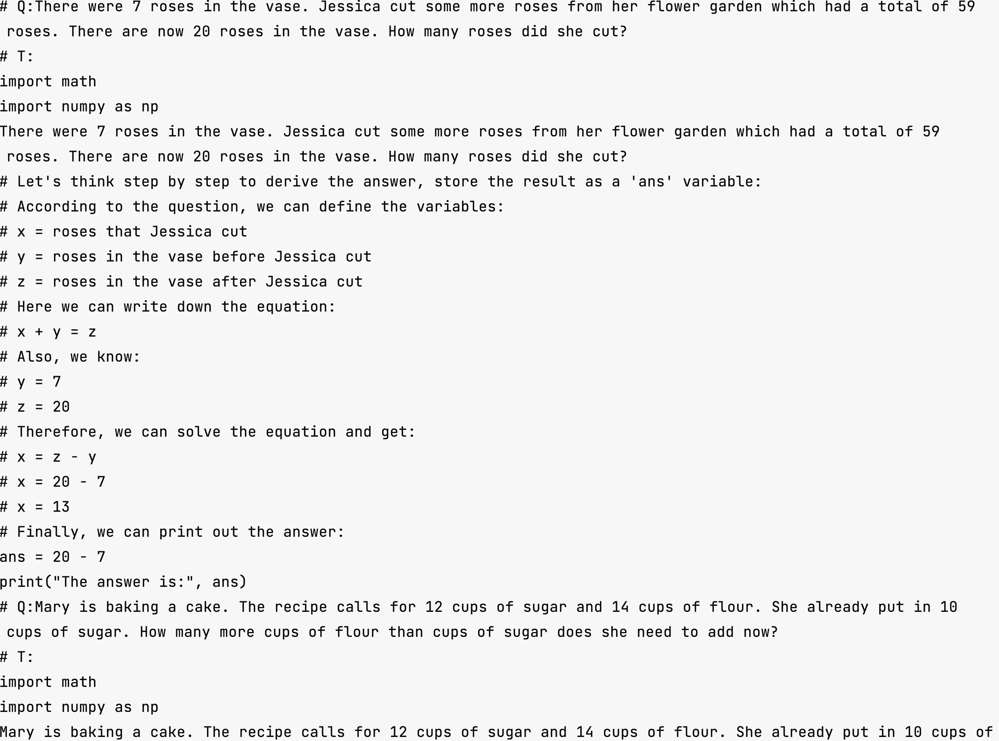 # Q:There were 7 roses in the vase. Jessica cut some more roses from her flower garden which had a total of 59
roses. There are now 20 roses in the vase. How many roses did she cut?
# T:
import math
import numpy as np
There were 7 roses in the vase. Jessica cut some more roses from her flower garden which had a total of 59
roses. There are now 20 roses in the vase. How many roses did she cut?
# Let's think step by step to derive the answer, store the result as a 'ans' variable:
# According to the question, we can define the variables:
# x = roses that Jessica cut
# y = roses in the vase before Jessica cut
# z = roses in the vase after Jessica cut
# Here we can write down the equation:
# x + y = z
# Also, we know:
# y = 7
# z = 20
# Therefore, we can solve the equation and get:
# x = z - y
# x = 20 - 7
# x = 13
# Finally, we can print out the answer:
ans = 20 - 7
print("The answer is:", ans)
# Q:Mary is baking a cake. The recipe calls for 12 cups of sugar and 14 cups of flour. She already put in 10
cups of sugar. How many more cups of flour than cups of sugar does she need to add now?
# T:
import math
import numpy as np
Mary is baking a cake. The recipe calls for 12 cups of sugar and 14 cups of flour. She already put in 10 cups of